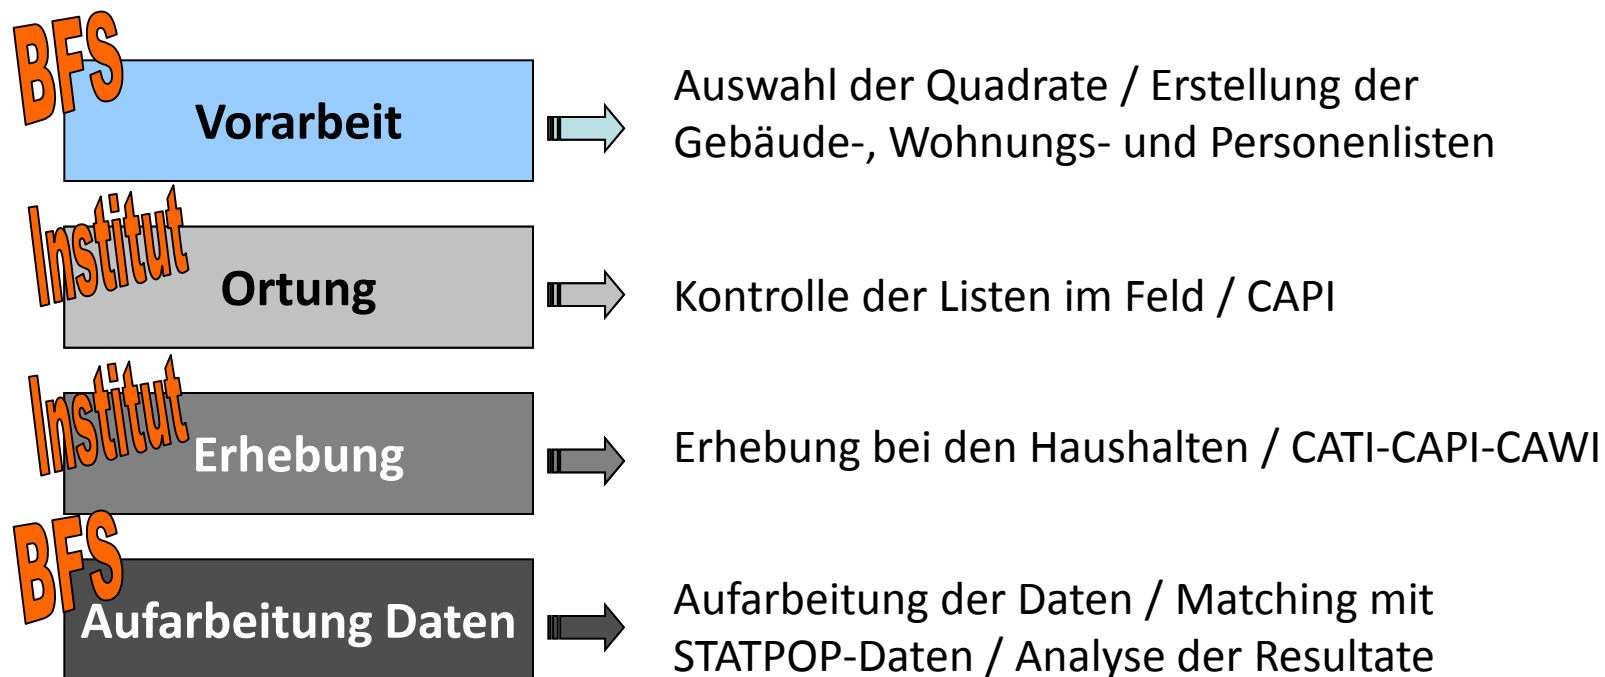 BFS
Vorarbeit
Auswahl der Quadrate / Erstellung der
Gebäude-, Wohnungs- und Personenlisten
Institut
Ortung
Kontrolle der Listen im Feld / CAPI
Institut
Erhebung
Erhebung bei den Haushalten / CATI-CAPI-CAWI
BFS
Aufarbeitung Daten
Aufarbeitung der Daten / Matching mit
STATPOP-Daten / Analyse der Resultate